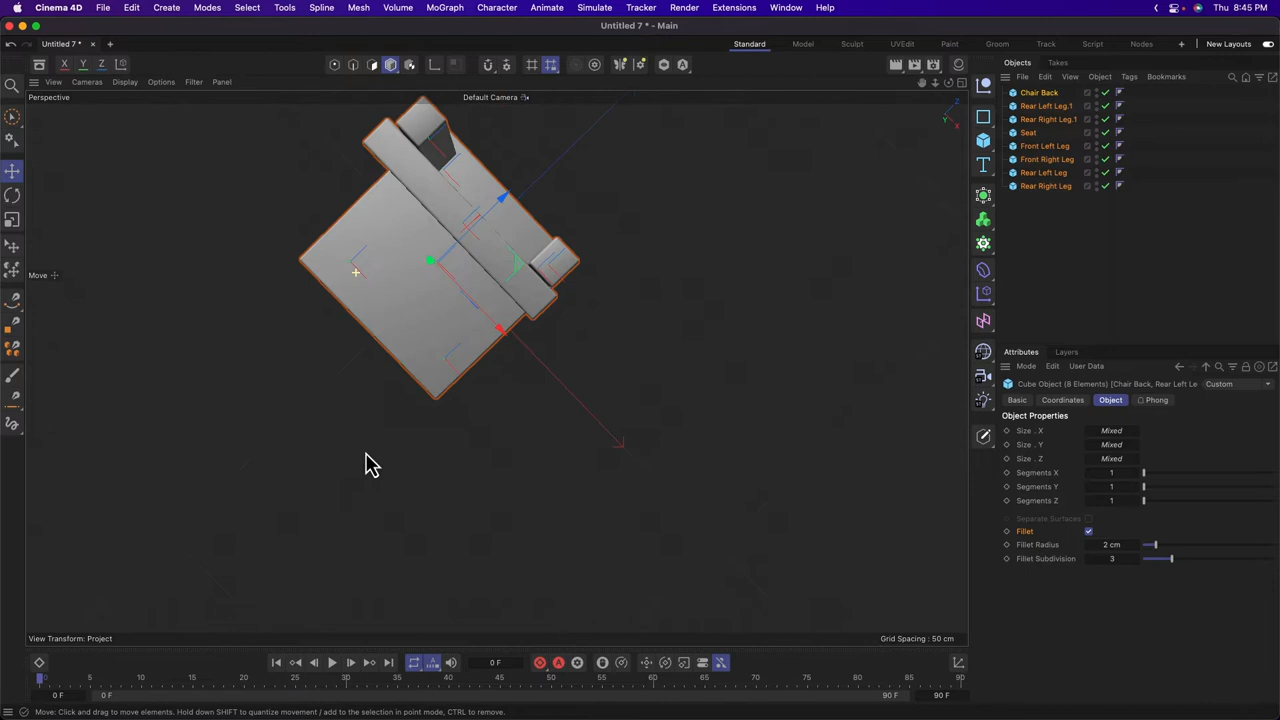 Cinema 4D File Edit Create Modes Select Tools Spline Mesh Volume MoGraph Character Animate Simulate Tracker Render Extensions Window Help Thu 8:45 PM
Untitled 7 * - Main
Untitled 7 * Standard Model Sculpt UVEdit Paint Groom Track Script Nodes New Layouts
X Y Z Objects Takes
View Cameras Display Options Filter Panel File Edit View Object Tags Bookmarks
Perspective Default Camera
Chair Back
Rear Left Leg.1
Rear Right Leg.1
Seat
Front Left Leg
Front Right Leg
Rear Left Leg
Rear Right Leg
Z
Y
X
Move
Attributes Layers
Mode Edit User Data
Cube Object (8 Elements) [Chair Back, Rear Left Le Custom
Basic Coordinates Object Phong
Object Properties
Size . X Mixed
Size . Y Mixed
Size . Z Mixed
Segments X 1
Segments Y 1
Segments Z 1
Separate Surfaces
Fillet
Fillet Radius 2 cm
Fillet Subdivision 3
View Transform: Project Grid Spacing : 50 cm
0 F
0 5 10 15 20 25 30 35 40 45 50 55 60 65 70 75 80 85 90
0 F 0 F 90 F 90 F
Move: Click and drag to move elements. Hold down SHIFT to quantize movement / add to the selection in point mode, CTRL to remove.